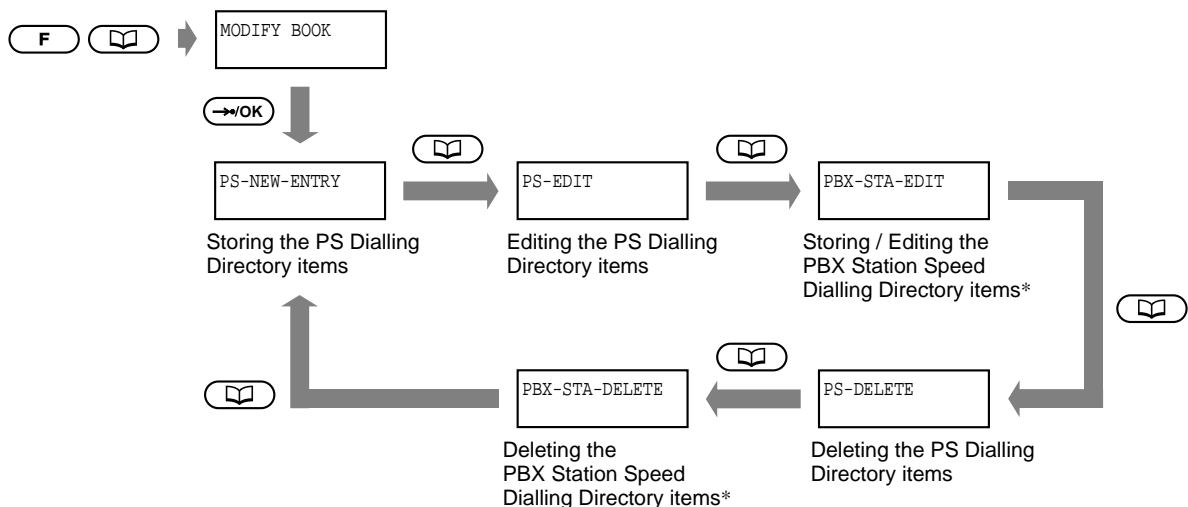 F
MODIFY BOOK
→•/OK
PS-NEW-ENTRY
PS-EDIT
PBX-STA-EDIT
Storing the PS Dialling
Directory items
Editing the PS Dialling
Directory items
Storing / Editing the
PBX Station Speed
Dialling Directory items*
PBX-STA-DELETE
PS-DELETE
Deleting the
PBX Station Speed
Dialling Directory items*
Deleting the PS Dialling
Directory items